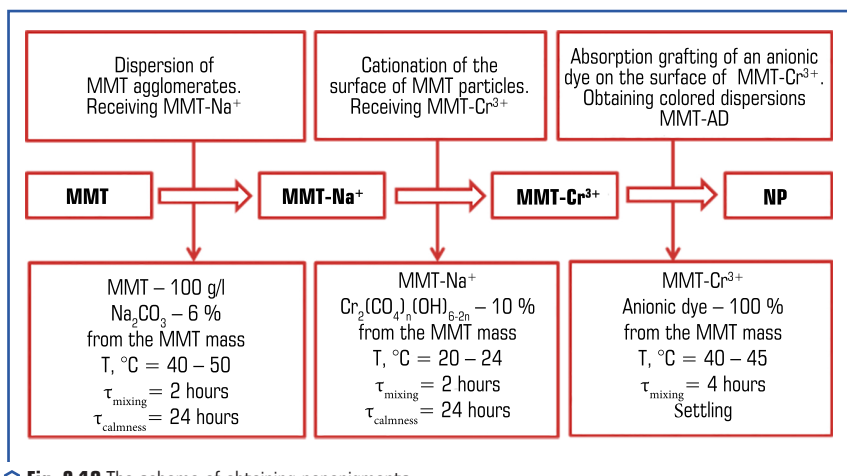 Dispersion of
MMT agglomerates.
Receiving MMT-Na⁺
Cationation of the
surface of MMT particles.
Receiving MMT-Cr³⁺
Absorption grafting of an anionic
dye on the surface of MMT-Cr³⁺.
Obtaining colored dispersions
MMT-AD
MMT
MMT-Na⁺
MMT-Cr³⁺
NP
MMT – 100 g/l
Na₂CO₃ – 6 %
from the MMT mass
T, °C = 40 – 50
τmixing = 2 hours
τcalmness = 24 hours
MMT-Na⁺
Cr₂(CO₄)ₙ(OH)₆₋₂ₙ – 10 %
from the MMT mass
T, °C = 20 – 24
τmixing = 2 hours
τcalmness = 24 hours
MMT-Cr³⁺
Anionic dye – 100 %
from the MMT mass
T, °C = 40 – 45
τmixing = 4 hours
Settling
The scheme of obtaining nanopigments